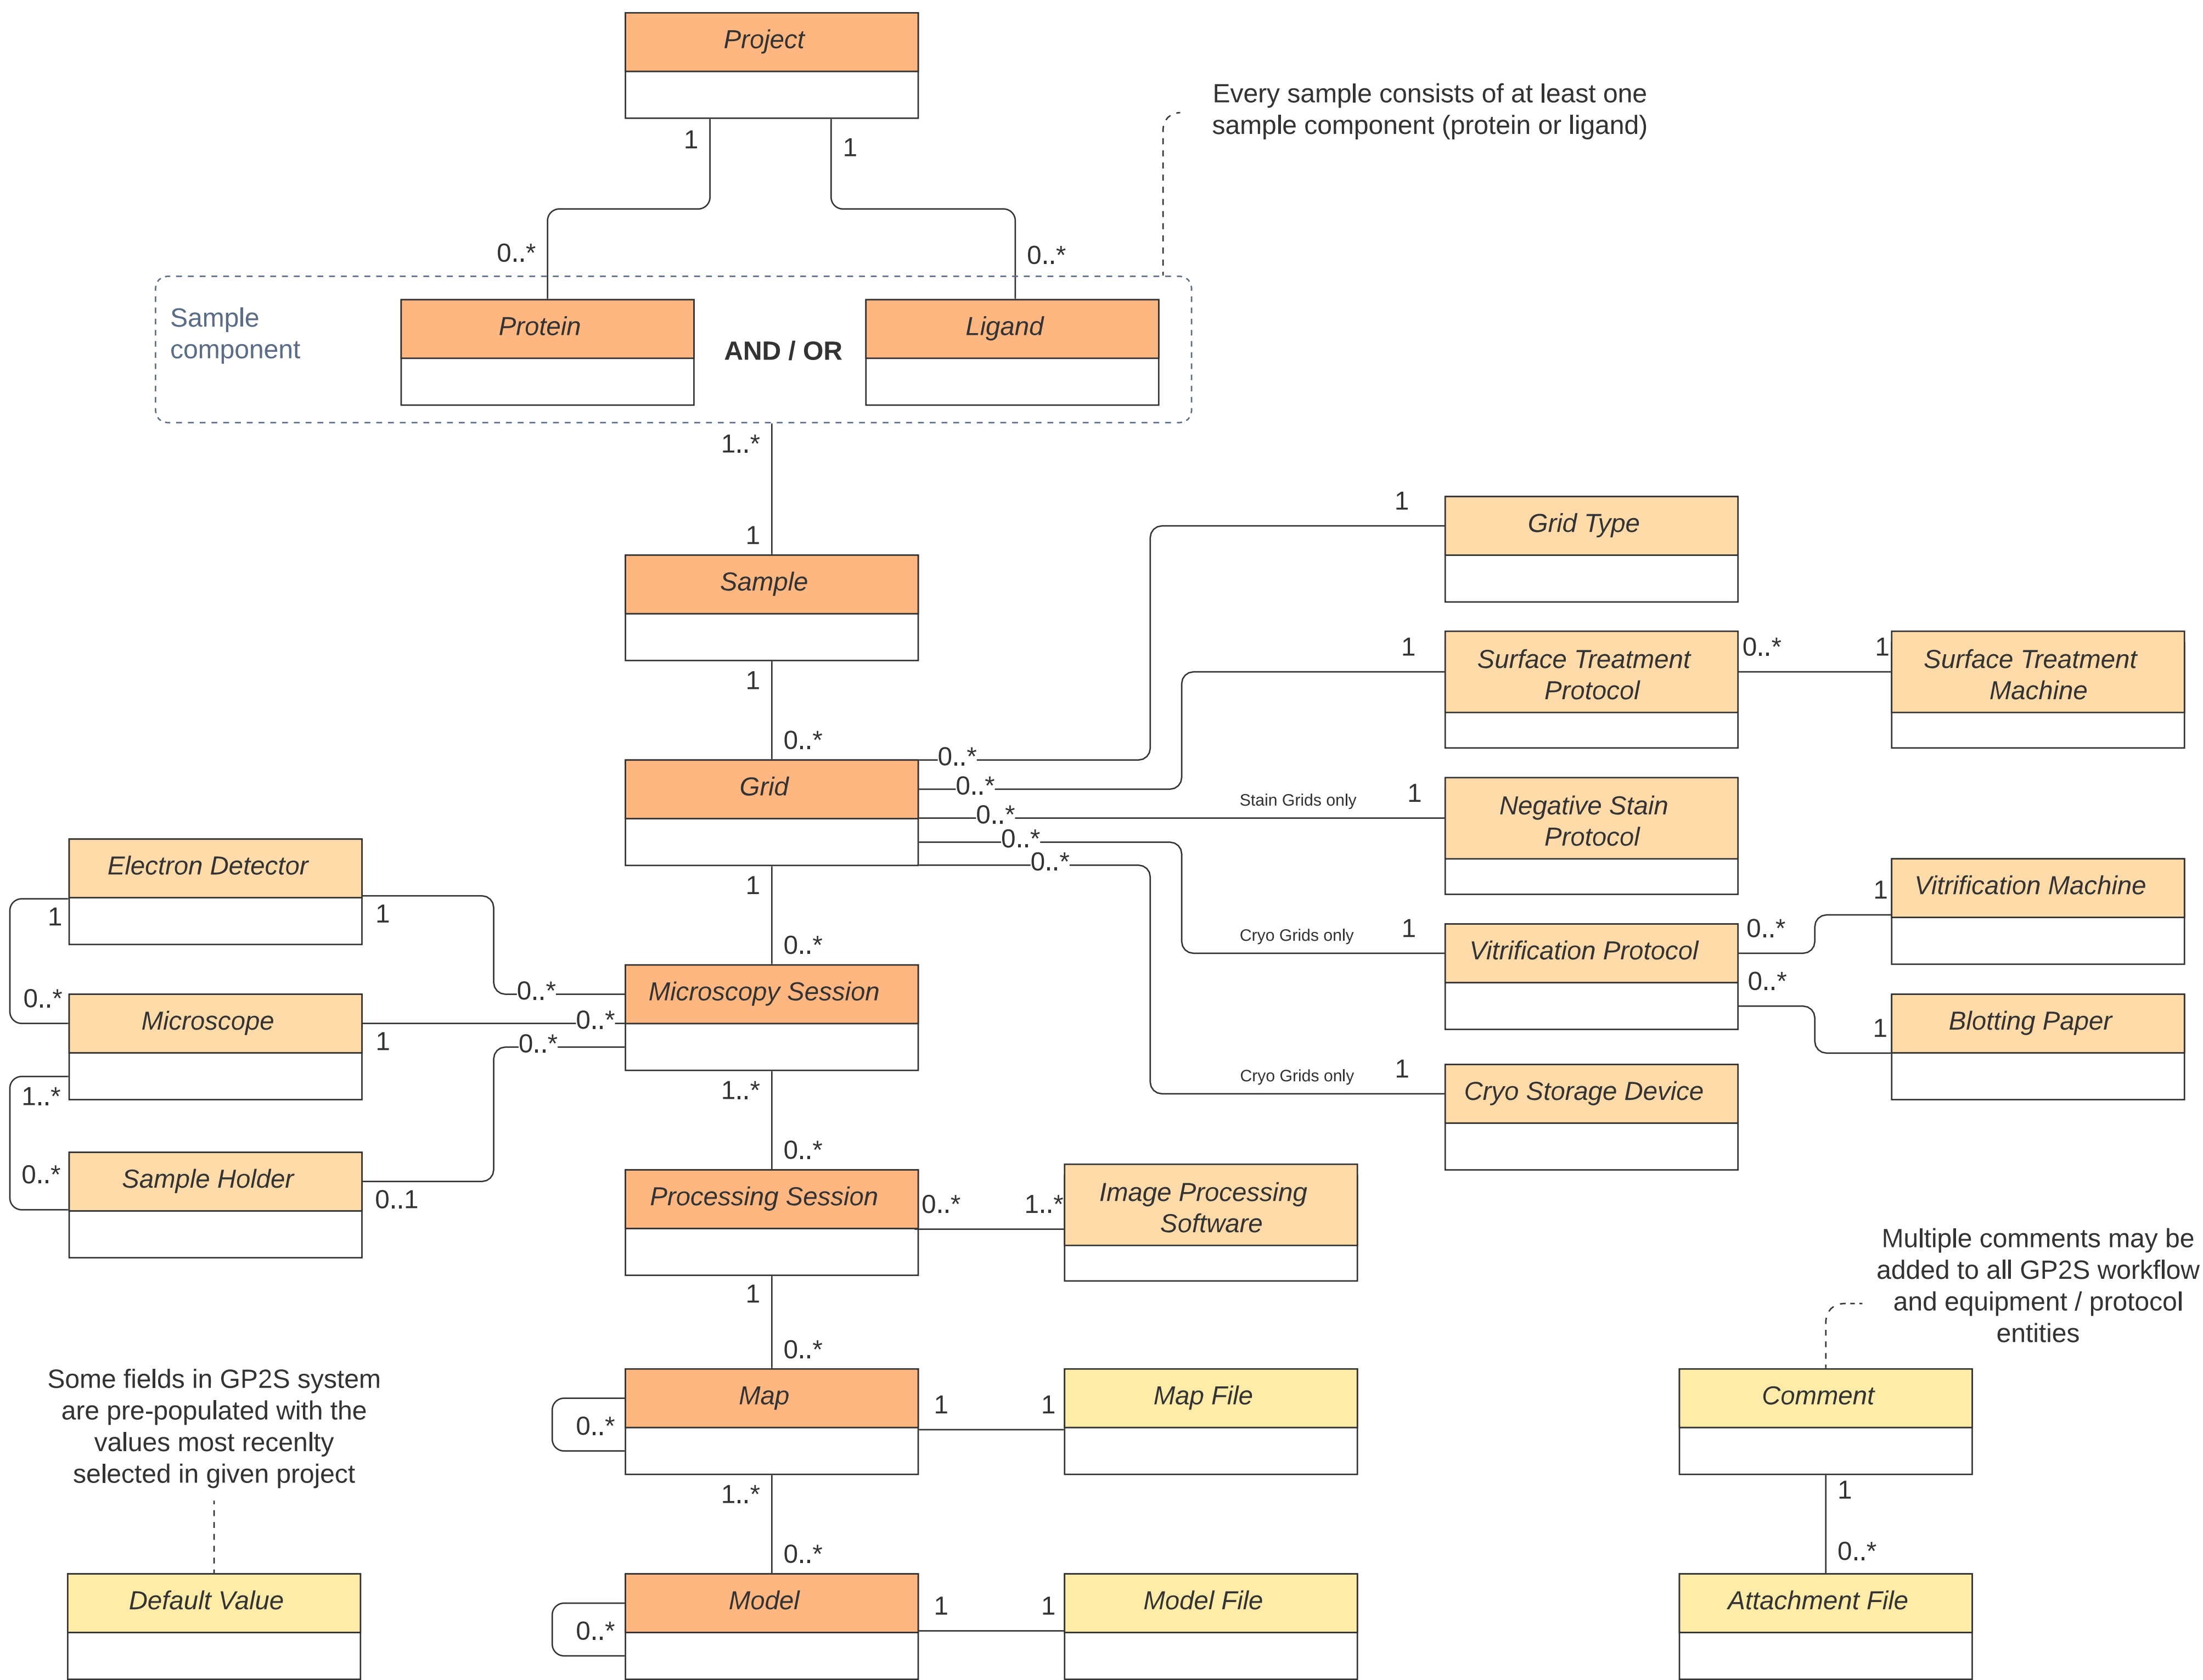 Project
Every sample consists of at least one
sample component (protein or ligand)
1
1
0..*
0..*
Sample
component
Protein
AND / OR
Ligand
1..*
1
Sample
1
0..*
Grid
0..*
0..*
0..*
0..*
0..*
1
Grid Type
1
Surface Treatment
Protocol
0..*
1
Surface Treatment
Machine
Stain Grids only
1
Negative Stain
Protocol
Cryo Grids only
1
Vitrification Protocol
0..*
1
Vitrification Machine
0..*
1
Blotting Paper
Cryo Grids only
1
Cryo Storage Device
1
0..*
Electron Detector
1
1
0..*
0..*
Microscope
1
0..*
Microscopy Session
1..*
0..*
0..*
Sample Holder
0..1
1..*
0..*
Processing Session
0..*
1..*
Image Processing
Software
1
0..*
Multiple comments may be
added to all GP2S workflow
and equipment / protocol
entities
Some fields in GP2S system
are pre-populated with the
values most recenlty
selected in given project
Map
0..*
1
1
Map File
Comment
1..*
0..*
1
0..*
Default Value
Model
0..*
1
1
Model File
Attachment File